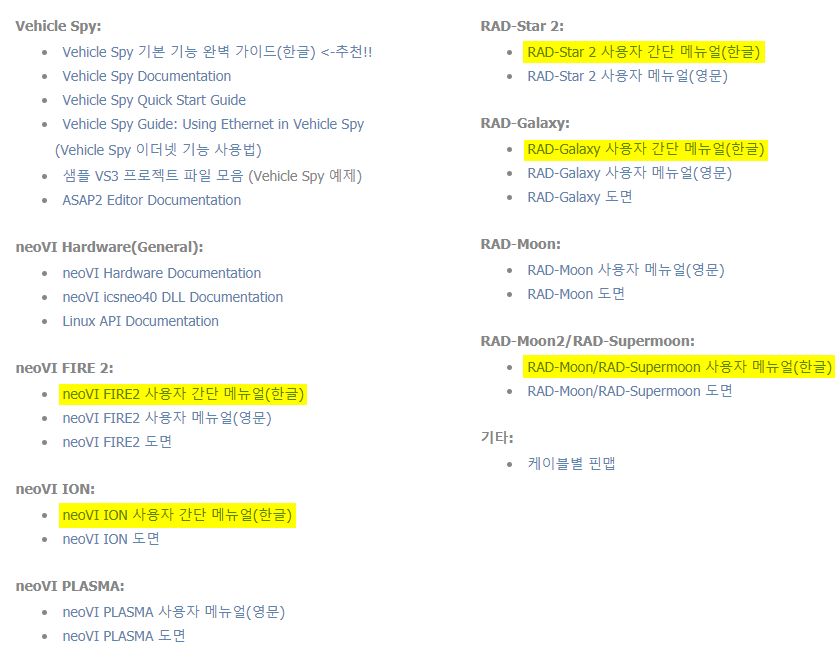 Vehicle Spy:
Vehicle Spy 기본 기능 완벽 가이드(한글) <-추천!!
Vehicle Spy Documentation
Vehicle Spy Quick Start Guide
Vehicle Spy Guide: Using Ethernet in Vehicle Spy
(Vehicle Spy 이더넷 기능 사용법)
샘플 VS3 프로젝트 파일 모음 (Vehicle Spy 예제)
ASAP2 Editor Documentation
neoVI Hardware(General):
neoVI Hardware Documentation
neoVI icsneo40 DLL Documentation
Linux API Documentation
neoVI FIRE 2:
neoVI FIRE2 사용자 간단 메뉴얼(한글)
neoVI FIRE2 사용자 메뉴얼(영문)
neoVI FIRE2 도면
neoVI ION:
neoVI ION 사용자 간단 메뉴얼(한글)
neoVI ION 도면
neoVI PLASMA:
neoVI PLASMA 사용자 메뉴얼(영문)
neoVI PLASMA 도면
RAD-Star 2:
RAD-Star 2 사용자 간단 메뉴얼(한글)
RAD-Star 2 사용자 메뉴얼(영문)
RAD-Galaxy:
RAD-Galaxy 사용자 간단 메뉴얼(한글)
RAD-Galaxy 사용자 메뉴얼(영문)
RAD-Galaxy 도면
RAD-Moon:
RAD-Moon 사용자 메뉴얼(영문)
RAD-Moon 도면
RAD-Moon2/RAD-Supermoon:
RAD-Moon/RAD-Supermoon 사용자 메뉴얼(한글)
RAD-Moon/RAD-Supermoon 도면
기타:
케이블별 핀맵